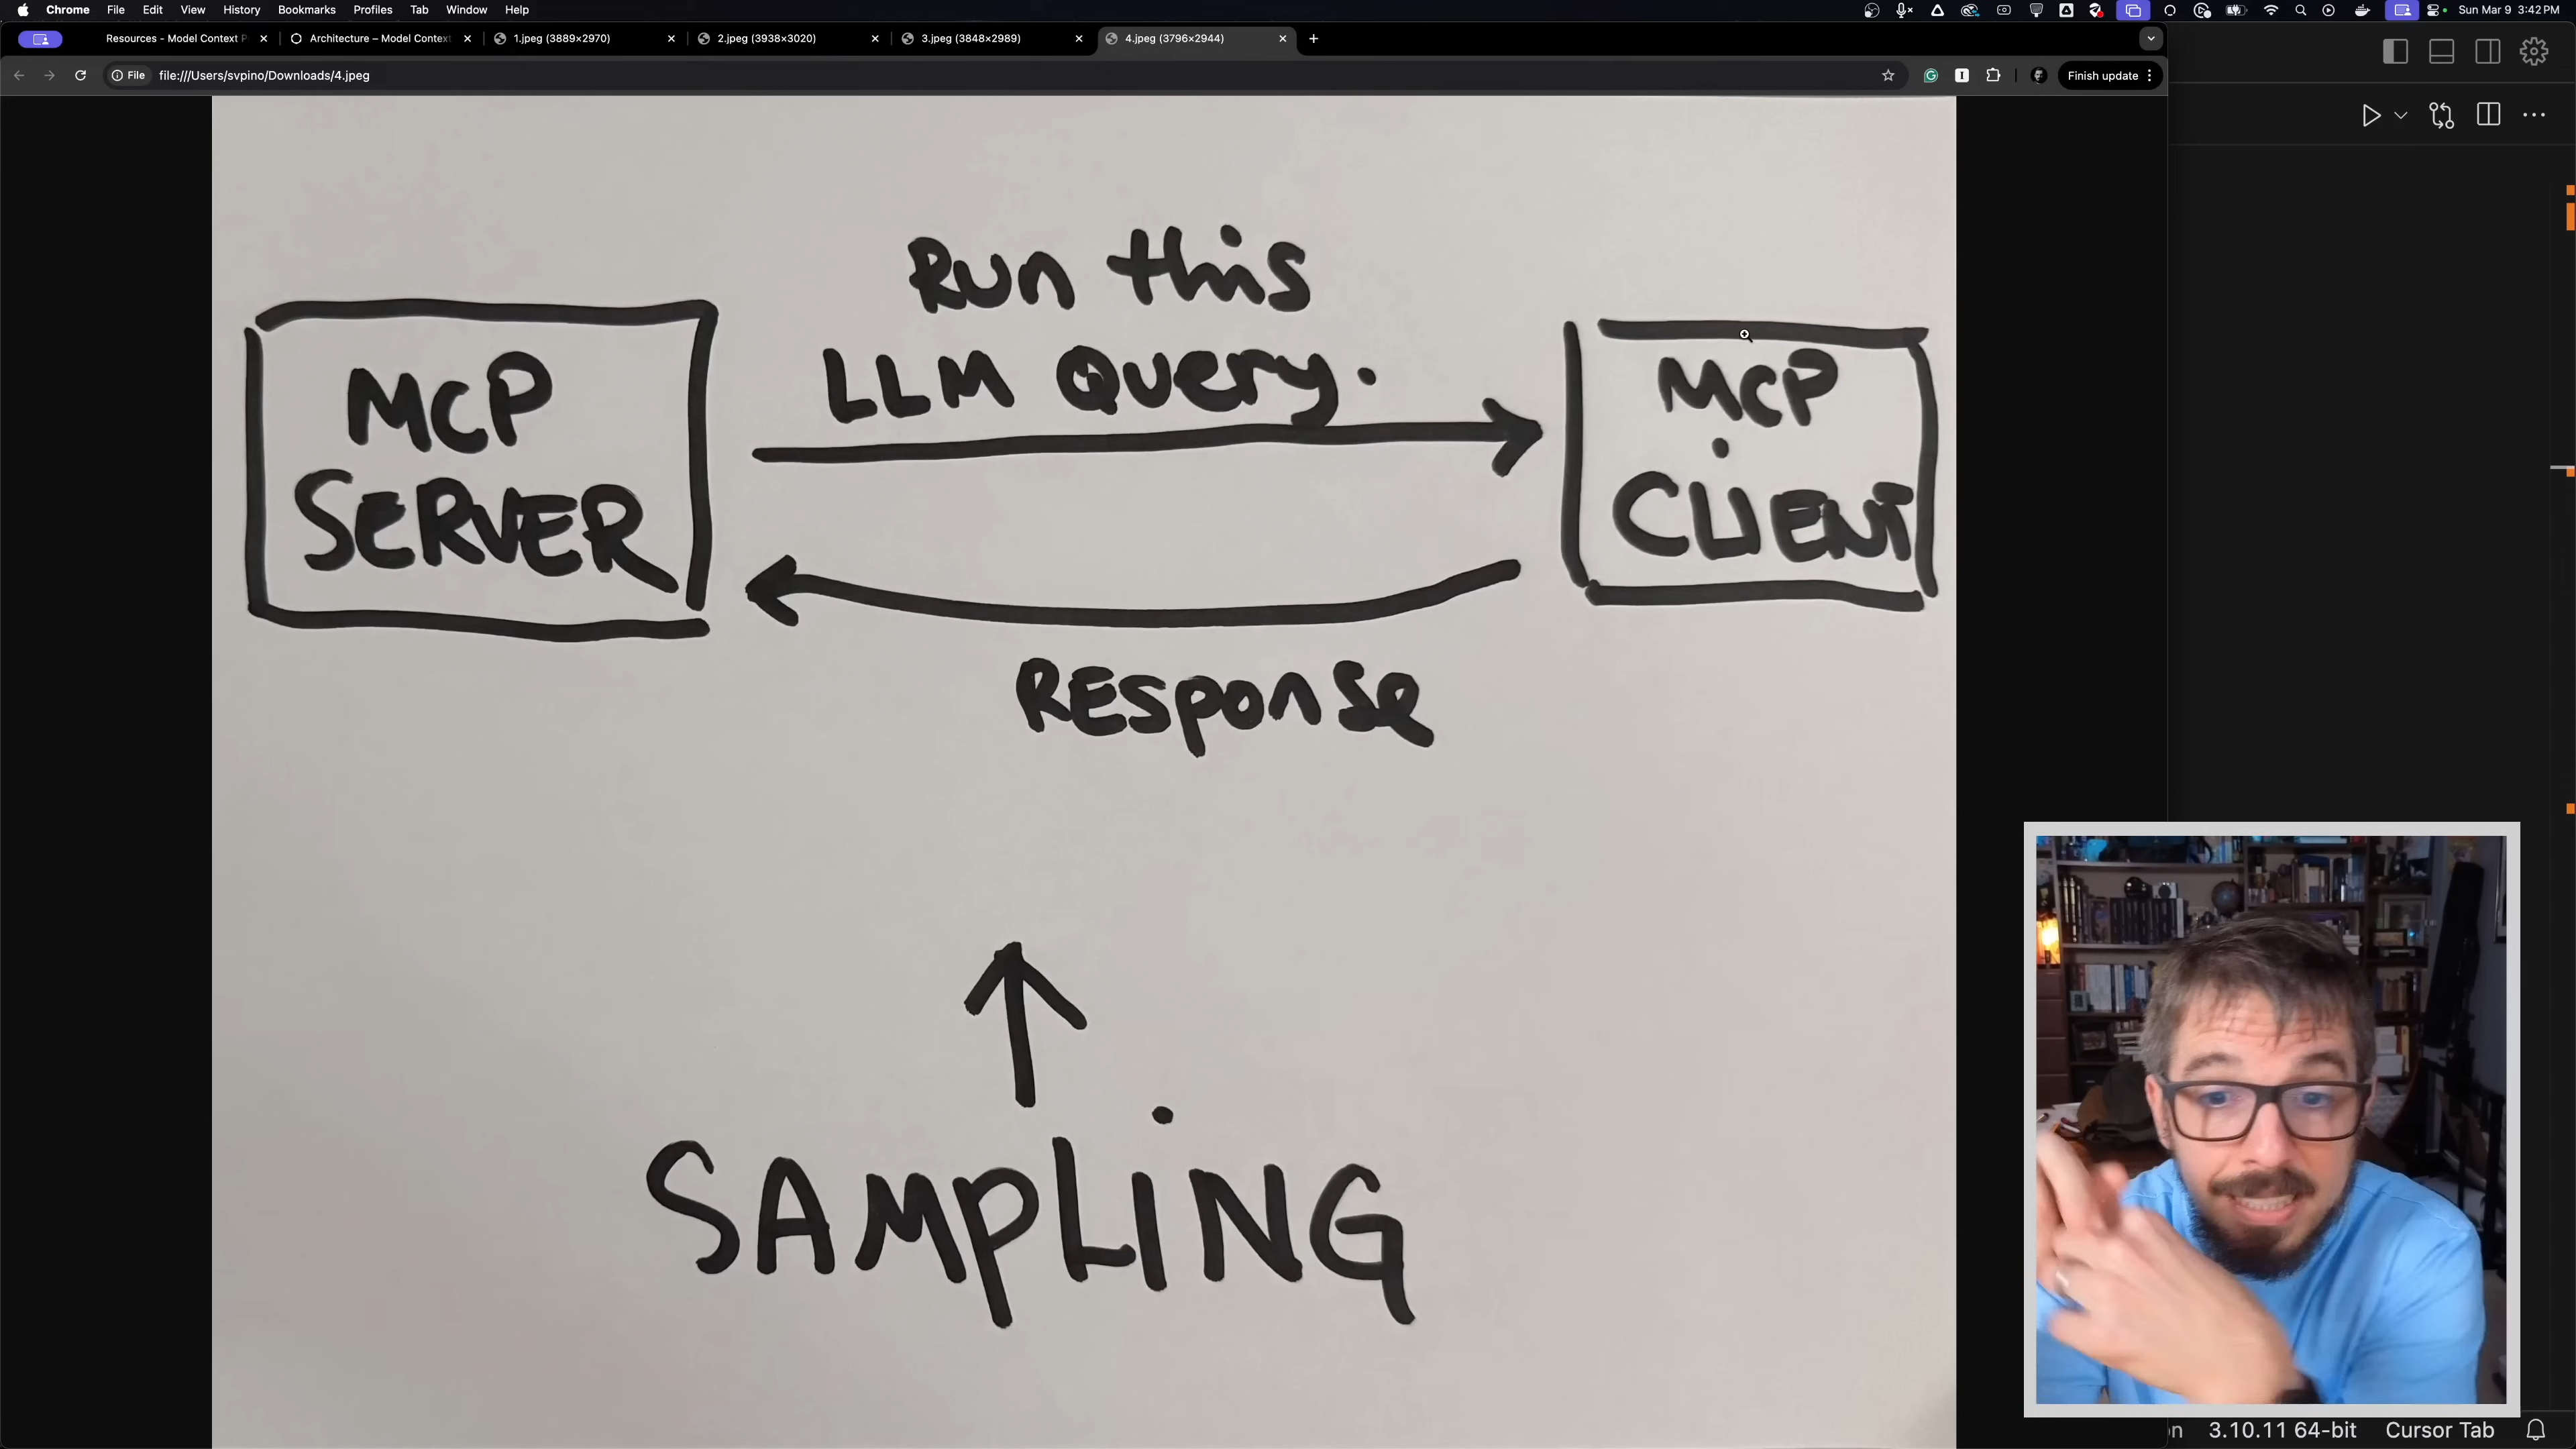 Chrome File Edit View History Bookmarks Profiles Tab Window Help Sun Mar 9 3:42 PM
Resources - Model Context P Architecture – Model Context 1.jpeg (3889×2970) 2.jpeg (3938×3020) 3.jpeg (3848×2989) 4.jpeg (3796×2944)
File file:///Users/svpino/Downloads/4.jpeg Finish update
Run this
LLM Query.
MCP
SERVER
MCP
CLIENT
RESponse
SAMPLiNG
3.10.11 64-bit Cursor Tab